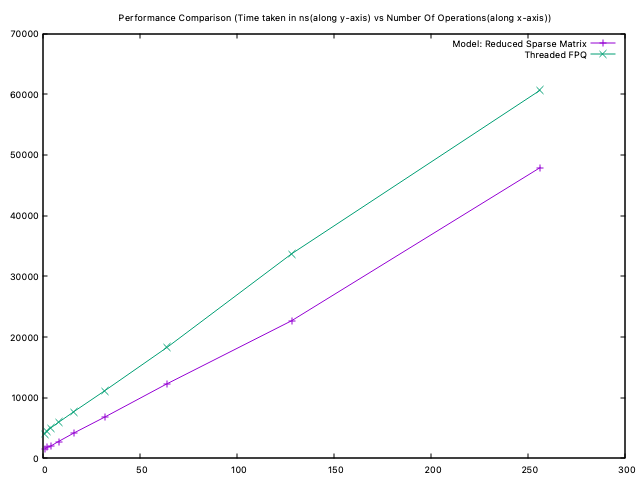 Performance Comparison (Time taken in ns(along y-axis) vs Number Of Operations(along x-axis))
70000
Model: Reduced Sparse Matrix
Threaded FPQ
60000
50000
40000
30000
20000
10000
0
0 50 100 150 200 250 300